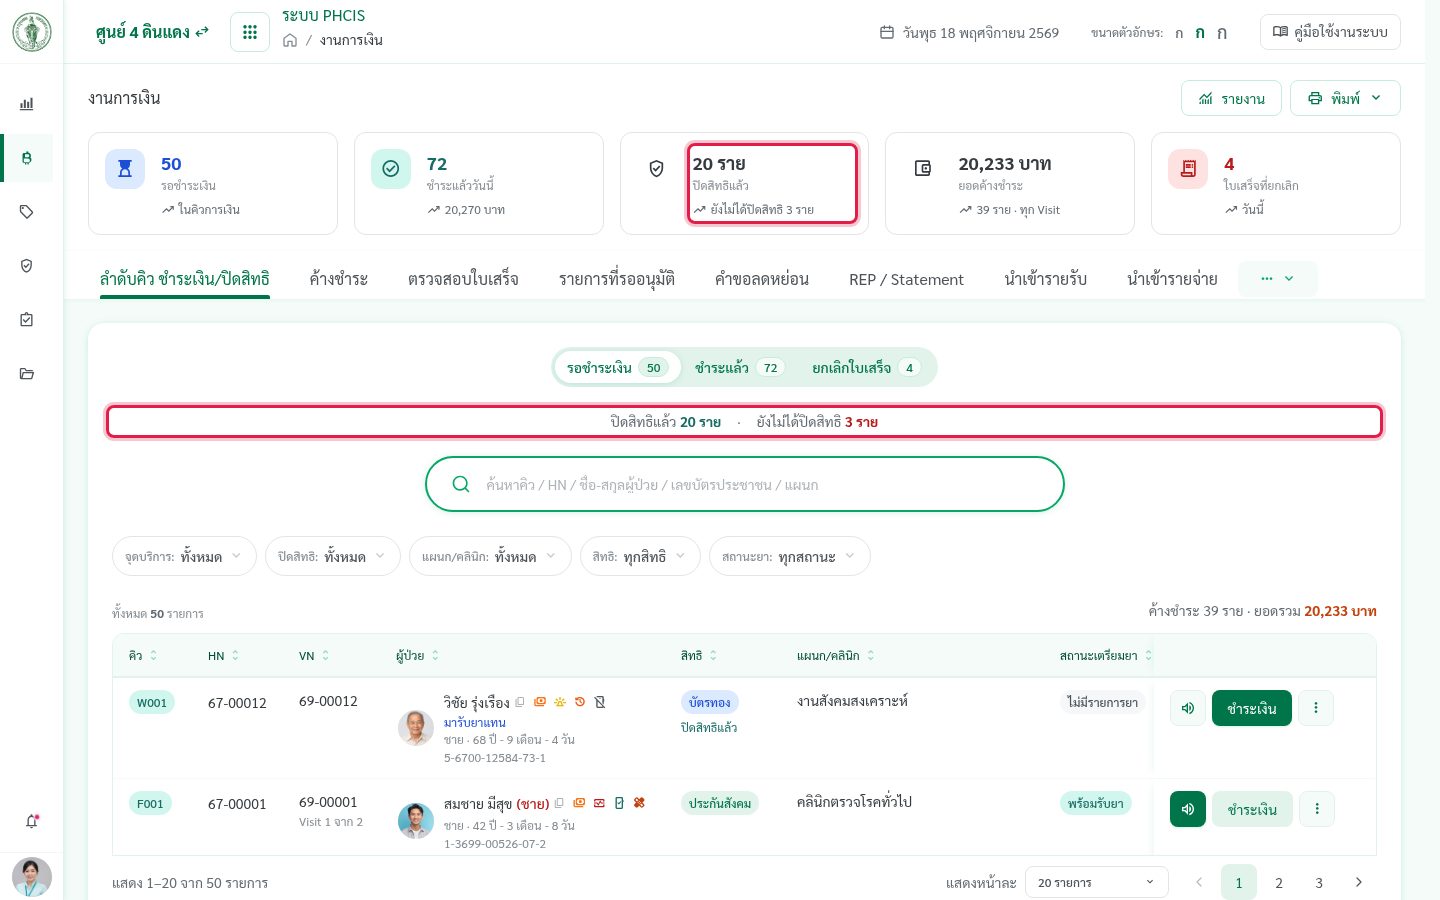 ศูนย์ 4 ดินแดง
ระบบ PHCIS
/ งานการเงิน
วันพุธ 18 พฤศจิกายน 2569
ขนาดตัวอักษร: ก ก ก
คู่มือใช้งานระบบ
งานการเงิน
รายงาน
พิมพ์
50
รอชำระเงิน
ในคิวการเงิน
72
ชำระแล้ววันนี้
20,270 บาท
20 ราย
ปิดสิทธิแล้ว
ยังไม่ได้ปิดสิทธิ 3 ราย
20,233 บาท
ยอดค้างชำระ
39 ราย · ทุก Visit
4
ใบเสร็จที่ยกเลิก
วันนี้
ลำดับคิว ชำระเงิน/ปิดสิทธิ ค้างชำระ ตรวจสอบใบเสร็จ รายการที่รออนุมัติ คำขอลดหย่อน REP / Statement นำเข้ารายรับ นำเข้ารายจ่าย ...
รอชำระเงิน 50 ชำระแล้ว 72 ยกเลิกใบเสร็จ 4
ปิดสิทธิแล้ว 20 ราย · ยังไม่ได้ปิดสิทธิ 3 ราย
ค้นหาคิว / HN / ชื่อ-สกุลผู้ป่วย / เลขบัตรประชาชน / แผนก
จุดบริการ: ทั้งหมด ปิดสิทธิ: ทั้งหมด แผนก/คลินิก: ทั้งหมด สิทธิ: ทุกสิทธิ สถานะยา: ทุกสถานะ
ทั้งหมด 50 รายการ
ค้างชำระ 39 ราย · ยอดรวม 20,233 บาท
คิว HN VN ผู้ป่วย สิทธิ แผนก/คลินิก สถานะเตรียมยา
W001 67-00012 69-00012 วิชัย รุ่งเรือง บัตรทอง งานสังคมสงเคราะห์ ไม่มีรายการยา ชำระเงิน
มารับยาแทน ปิดสิทธิแล้ว
ชาย · 68 ปี - 9 เดือน - 4 วัน
5-6700-12584-73-1
F001 67-00001 69-00001 สมชาย มีสุข (ชาย) ประกันสังคม คลินิกตรวจโรคทั่วไป พร้อมรับยา ชำระเงิน
Visit 1 จาก 2 ชาย · 42 ปี - 3 เดือน - 8 วัน
1-3699-00526-07-2
แสดง 1–20 จาก 50 รายการ
แสดงหน้าละ 20 รายการ 1 2 3